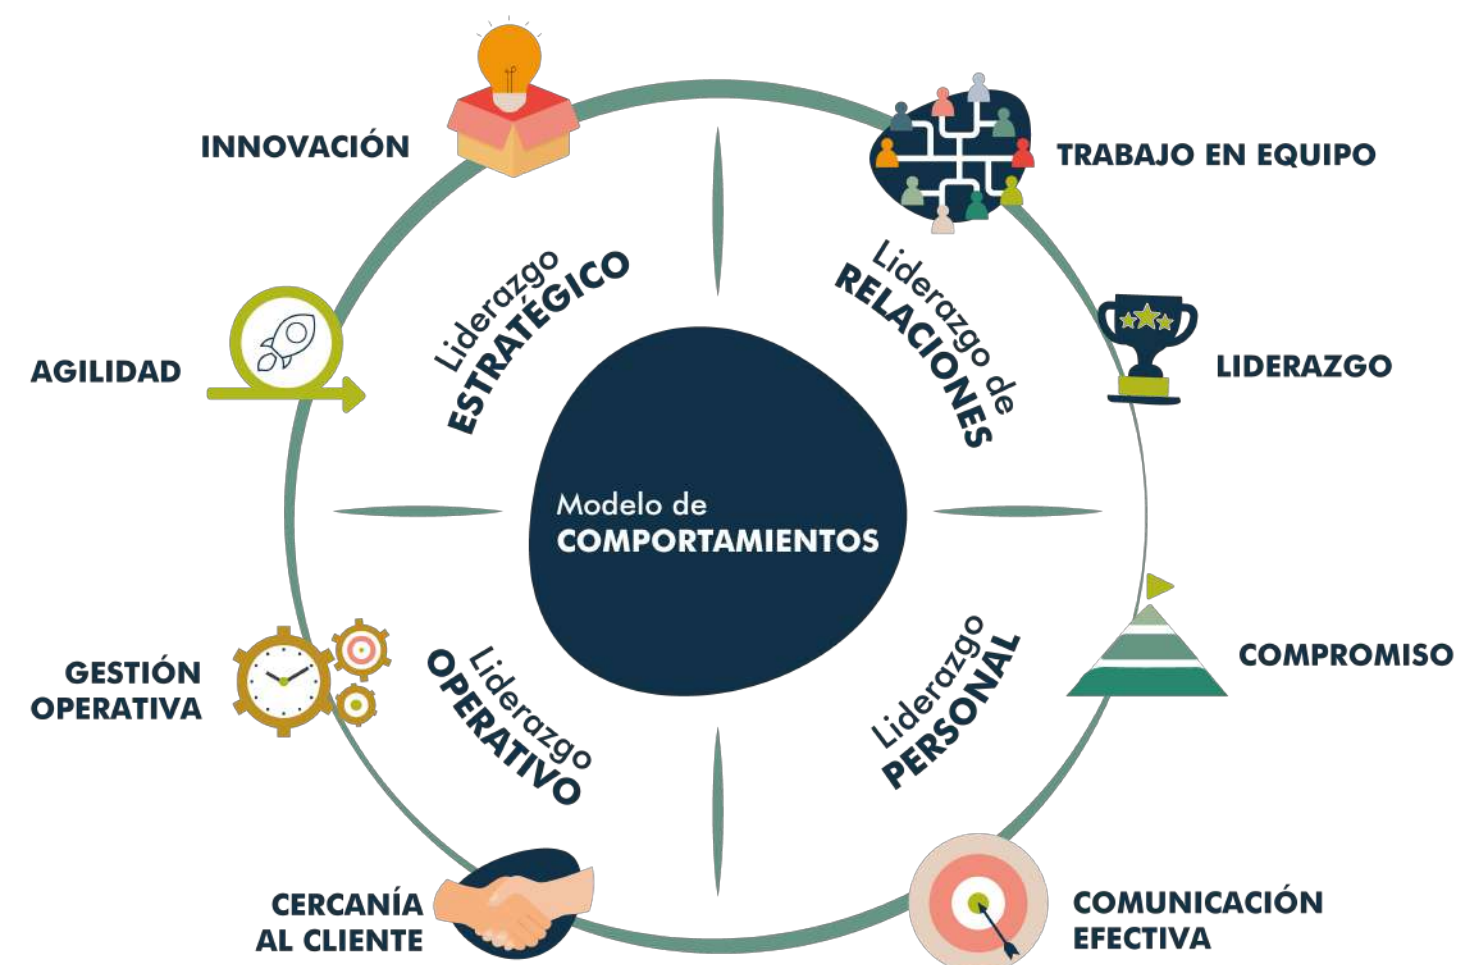 INNOVACIÓN
TRABAJO EN EQUIPO
Liderazgo
ESTRATÉGICO
Liderazgo de
RELACIONES
AGILIDAD
LIDERAZGO
Modelo de
COMPORTAMIENTOS
GESTIÓN
OPERATIVA
Liderazgo
OPERATIVO
Liderazgo
PERSONAL
COMPROMISO
CERCANÍA
AL CLIENTE
COMUNICACIÓN
EFECTIVA